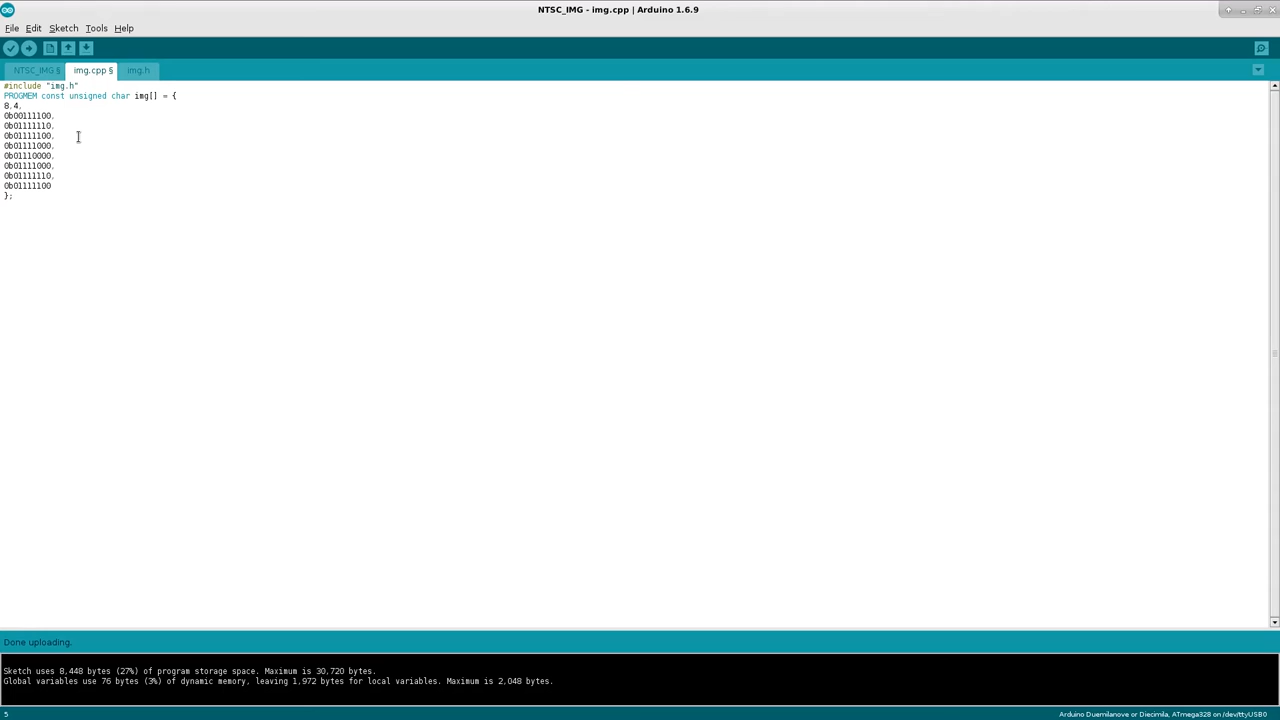 NTSC_IMG - img.cpp | Arduino 1.6.9
File Edit Sketch Tools Help
NTSC_IMG § img.cpp § img.h
#include "img.h"
PROGMEM const unsigned char img[] = {
8,4,
0b00111100,
0b01111110,
0b01111100,
0b01111000,
0b01110000,
0b01111000,
0b01111110,
0b01111100
};
Done uploading.
Sketch uses 8,448 bytes (27%) of program storage space. Maximum is 30,720 bytes.
Global variables use 76 bytes (3%) of dynamic memory, leaving 1,972 bytes for local variables. Maximum is 2,048 bytes.
5 Arduino Duemilanove or Diecimila, ATmega328 on /dev/ttyUSB0